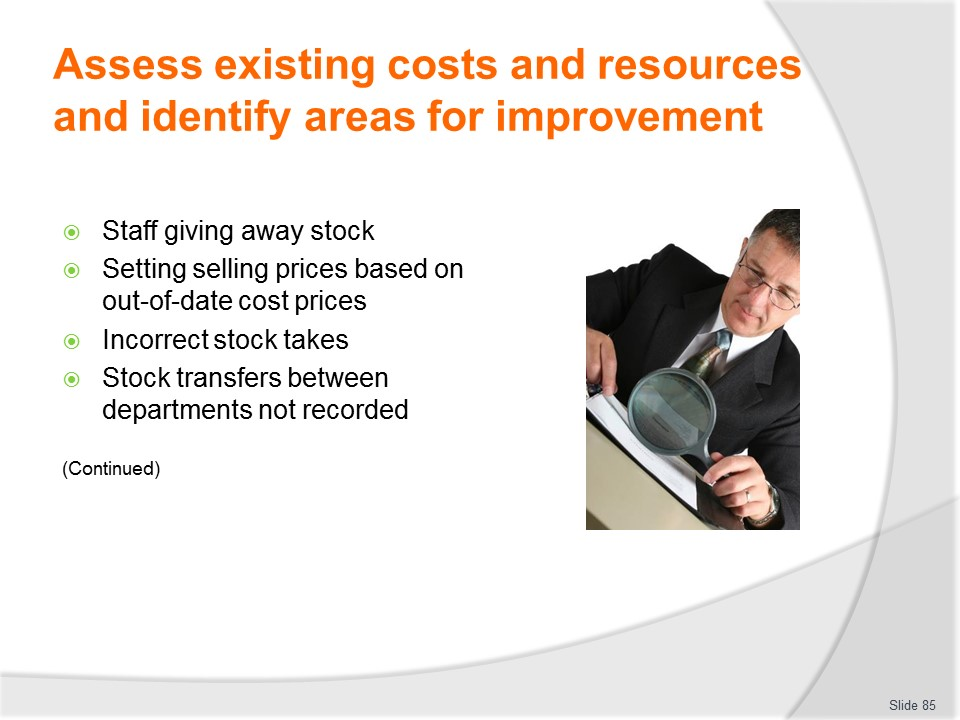 Assess existing costs and resources
and identify areas for improvement
Staff giving away stock
Setting selling prices based on
out-of-date cost prices
Incorrect stock takes
Stock transfers between
departments not recorded
(Continued)
Slide 85